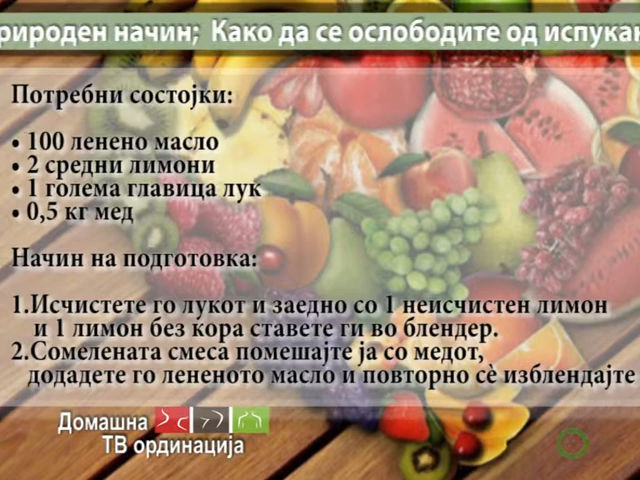 рироден начин; Како да се ослободите од испукан
Потребни состојки:
• 100 ленено масло
• 2 средни лимони
• 1 голема главица лук
• 0,5 кг мед
Начин на подготовка:
1.Исчистете го лукот и заедно со 1 неисчистен лимон
и 1 лимон без кора ставете ги во блендер.
2.Сомелената смеса помешајте ја со медот,
додадете го лененото масло и повторно сѐ изблендајте
Домашна
ТВ ординација